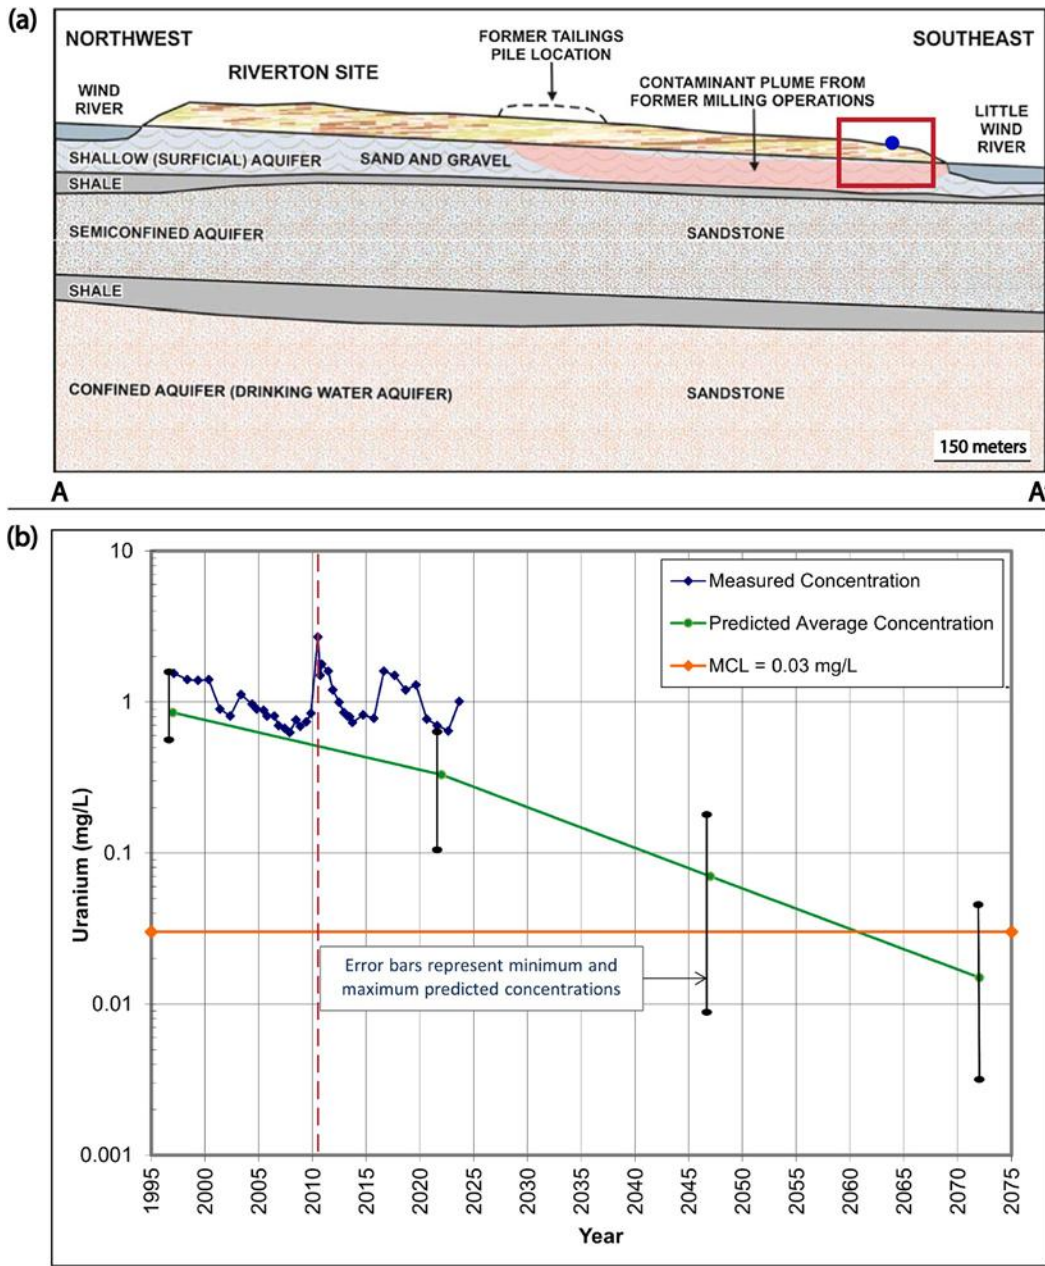 (a)
NORTHWEST
FORMER TAILINGS
PILE LOCATION
SOUTHEAST
RIVERTON SITE
CONTAMINANT PLUME FROM
FORMER MILLING OPERATIONS
WIND
RIVER
LITTLE
WIND
RIVER
SHALLOW (SURFICIAL) AQUIFER
SAND AND GRAVEL
SHALE
SEMICONFINED AQUIFER
SANDSTONE
SHALE
CONFINED AQUIFER (DRINKING WATER AQUIFER)
SANDSTONE
150 meters
A
A'
(b)
10
1
0.1
0.01
0.001
Uranium (mg/L)
Measured Concentration
Predicted Average Concentration
MCL = 0.03 mg/L
Error bars represent minimum and
maximum predicted concentrations
1995
2000
2005
2010
2015
2020
2025
2030
2035
2040
2045
2050
2055
2060
2065
2070
2075
Year